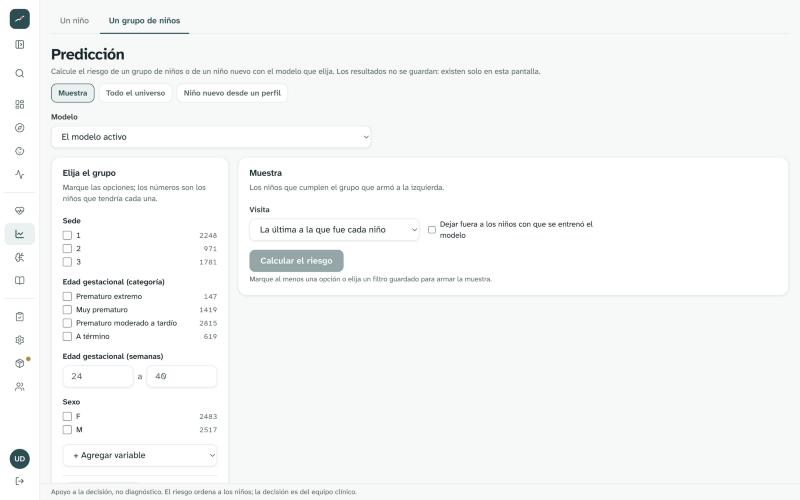 Un niño
Un grupo de niños
Predicción
Calcule el riesgo de un grupo de niños o de un niño nuevo con el modelo que elija. Los resultados no se guardan: existen solo en esta pantalla.
Muestra
Todo el universo
Niño nuevo desde un perfil
Modelo
El modelo activo
Elija el grupo
Marque las opciones; los números son los
niños que tendría cada una.
Sede
1 2248
2 971
3 1781
Edad gestacional (categoría)
Prematuro extremo 147
Muy prematuro 1419
Prematuro moderado a tardío 2815
A término 619
Edad gestacional (semanas)
24 a 40
Sexo
F 2483
M 2517
+ Agregar variable
Muestra
Los niños que cumplen el grupo que armó a la izquierda.
Visita
La última a la que fue cada niño
Dejar fuera a los niños con que se entrenó el
modelo
Calcular el riesgo
Marque al menos una opción o elija un filtro guardado para armar la muestra.
UD
Apoyo a la decisión, no diagnóstico. El riesgo ordena a los niños; la decisión es del equipo clínico.